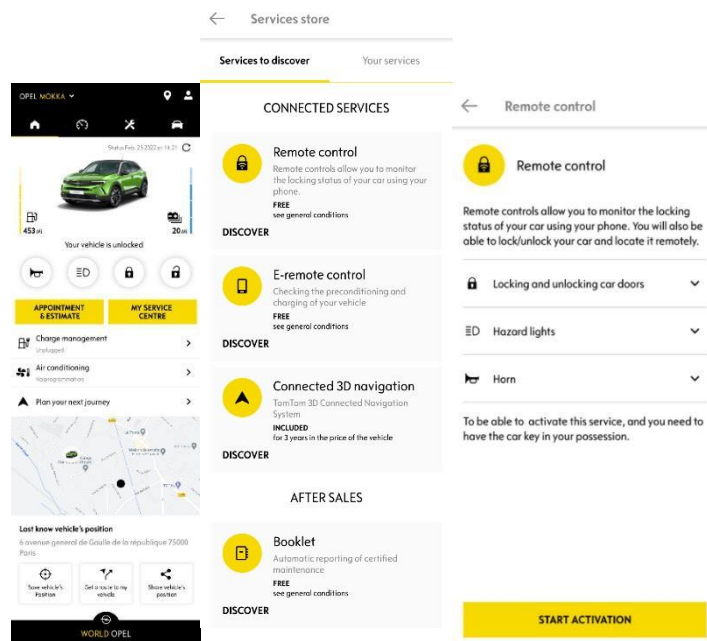 OPEL MOKKA
Status Feb. 25 2022 at 14:21
453
20
Your vehicle is unlocked
APPOINTMENT
& ESTIMATE
MY SERVICE
CENTRE
Charge management
Unplugged
Air conditioning
No programmation
Plan your next journey
Last know vehicle's position
6 avenue general de Gaulle de la république 75000
Paris
Save vehicle's
Position
Get a route to my
vehicle
Share vehicle's
position
WORLD OPEL
Services store
Services to discover
Your services
CONNECTED SERVICES
Remote control
Remote controls allow you to monitor
the locking status of your car using your
phone.
FREE
see general conditions
DISCOVER
E-remote control
Checking the preconditioning and
charging of your vehicle
FREE
see general conditions
DISCOVER
Connected 3D navigation
TomTom 3D Connected Navigation
System
INCLUDED
for 3 years in the price of the vehicle
DISCOVER
AFTER SALES
Booklet
Automatic reporting of certified
maintenance
FREE
see general conditions
DISCOVER
Remote control
Remote control
Remote controls allow you to monitor the locking
status of your car using your phone. You will also be
able to lock/unlock your car and locate it remotely.
Locking and unlocking car doors
Hazard lights
Horn
To be able to activate this service, and you need to
have the car key in your possession.
START ACTIVATION